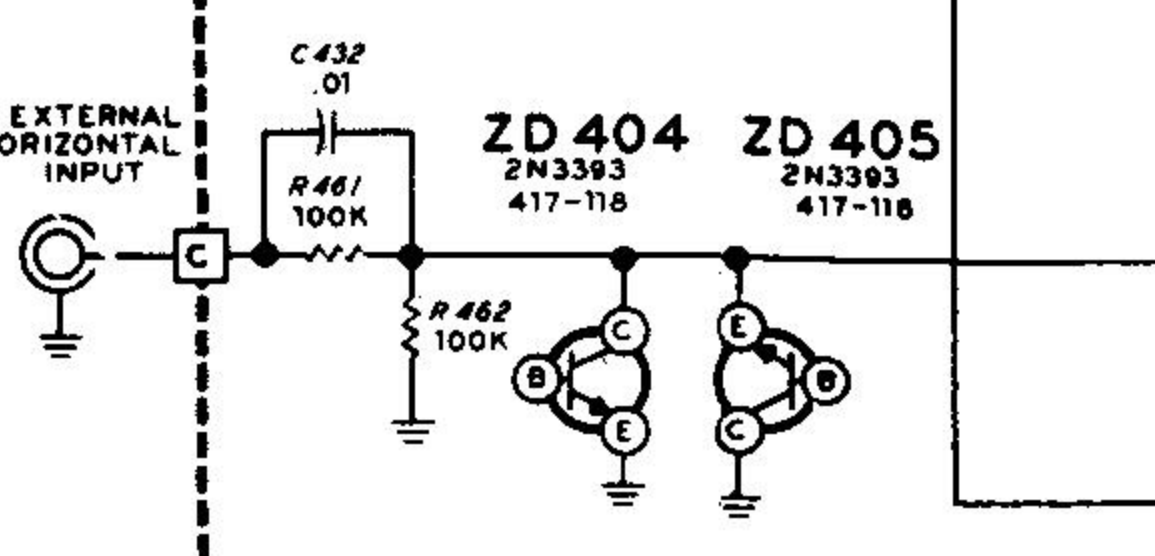 C432
.01
EXTERNAL
ORIZONTAL
INPUT
R461
100K
C
ZD 404
2N3393
417-118
ZD 405
2N3393
417-118
R462
100K
C
B
E
E
B
C